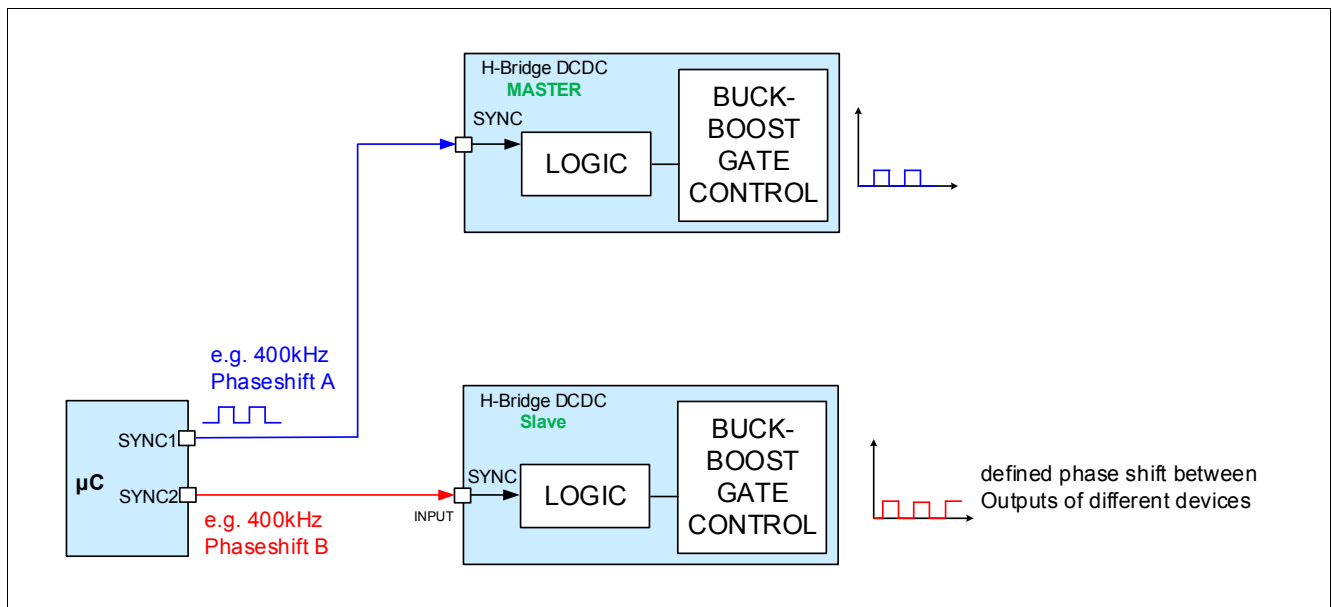 H-Bridge DCDC
MASTER
SYNC
LOGIC
BUCK-
BOOST
GATE
CONTROL
e.g. 400kHz
Phaseshift A
µC
SYNC1
SYNC2
e.g. 400kHz
Phaseshift B
INPUT
H-Bridge DCDC
Slave
SYNC
LOGIC
BUCK-
BOOST
GATE
CONTROL
defined phase shift between
Outputs of different devices